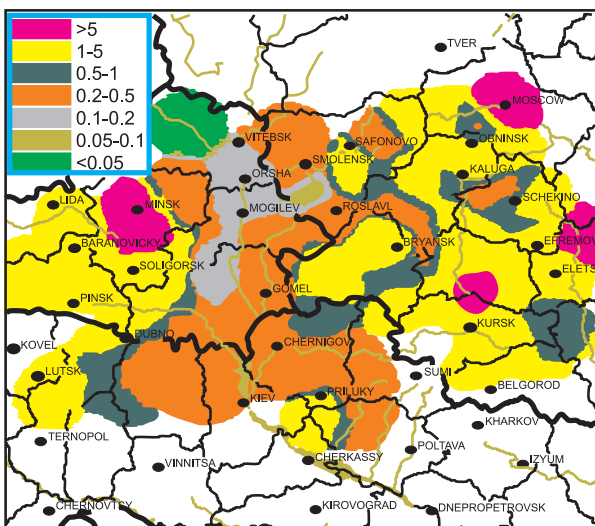 >5
1-5
0.5-1
0.2-0.5
0.1-0.2
0.05-0.1
<0.05
TVER
MOSCOW
VITEBSK
SAFONOVO
OBNINSK
SMOLENSK
ORSHA
KALUGA
LIDA
MINSK
MOGILEV
ROSLAVL
SCHEKINO
BARANOVICKY
BRYANSK
EFREMOV
SOLIGORSK
ELETS
PINSK
GOMEL
DUBNO
KURSK
KOVEL
CHERNIGOV
LUTSK
SUMI
KIEV
PRILUKY
BELGOROD
TERNOPOL
KHARKOV
VINNITSA
CHERKASSY
POLTAVA
IZYUM
CHERNOVTSY
KIROVOGRAD
DNEPROPETROVSK